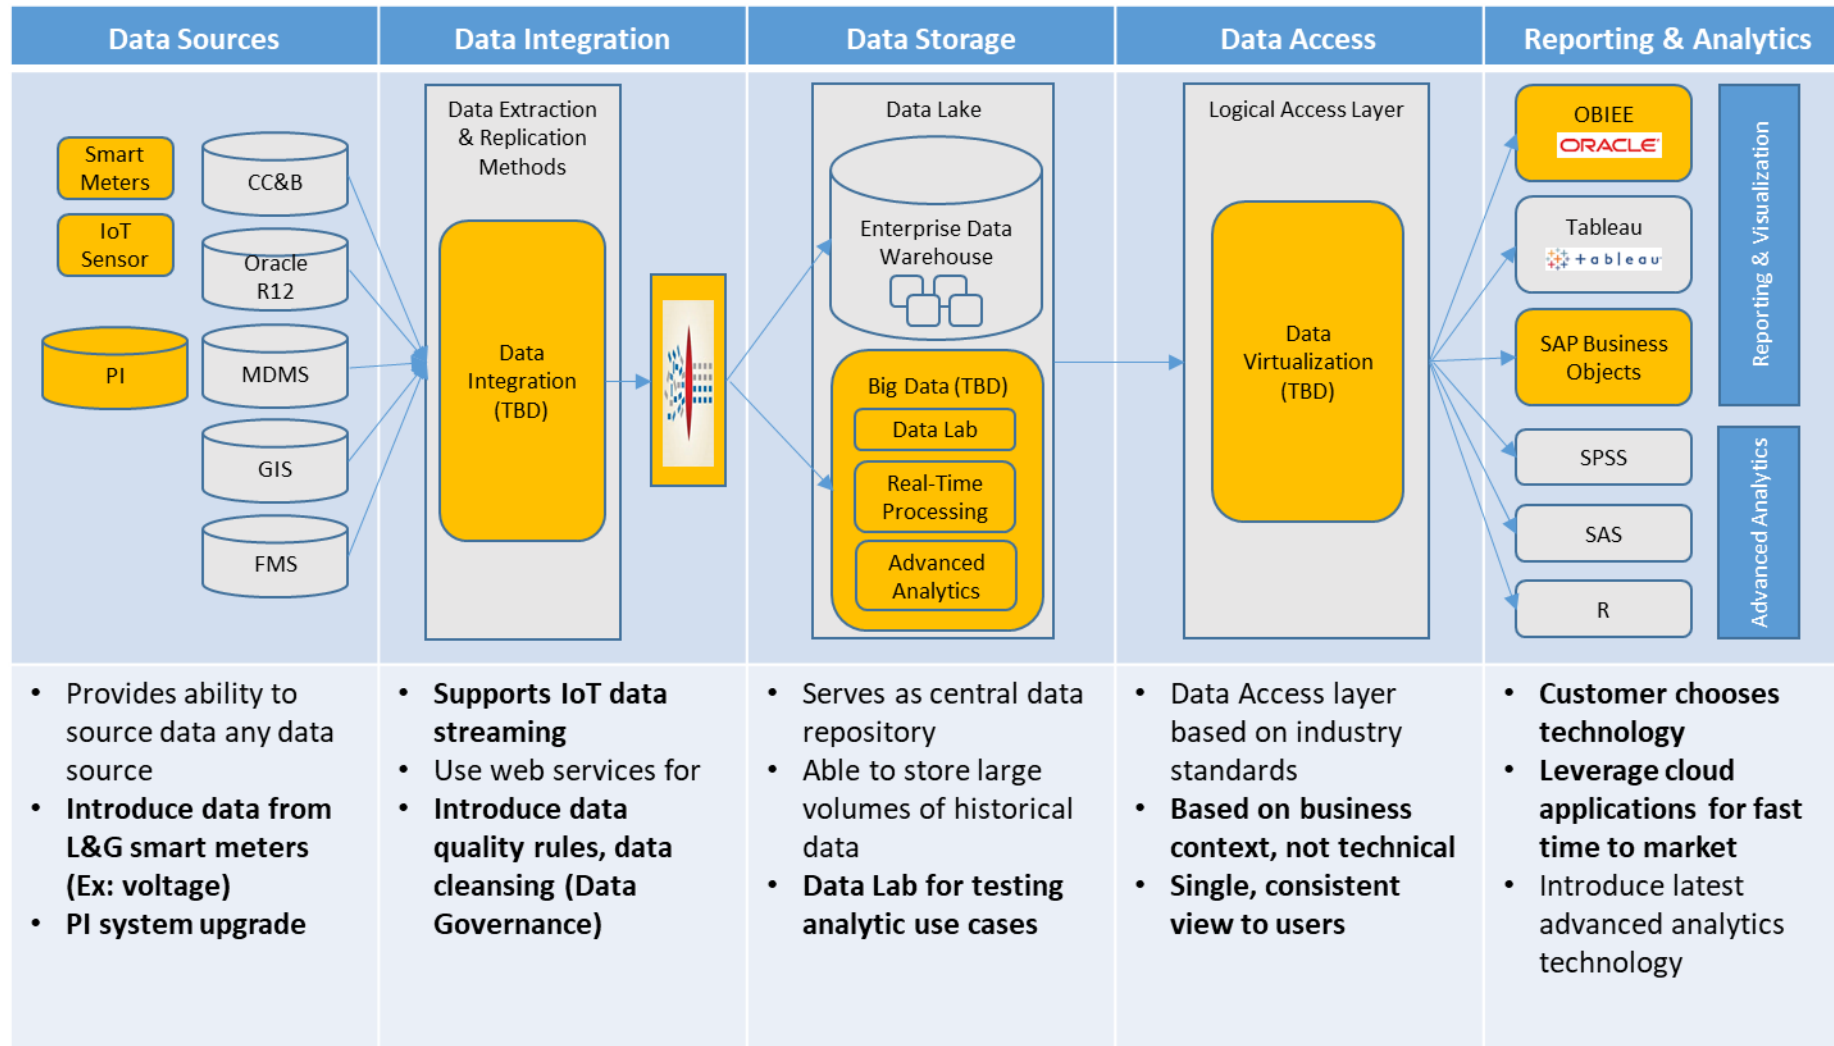 Data Sources
Data Integration
Data Storage
Data Access
Reporting & Analytics
Smart
Meters
IoT
Sensor
PI
CC&B
Oracle
R12
MDMS
GIS
FMS
Data Extraction
& Replication
Methods
Data
Integration
(TBD)
Data Lake
Enterprise Data
Warehouse
Big Data (TBD)
Data Lab
Real-Time
Processing
Advanced
Analytics
Logical Access Layer
Data
Virtualization
(TBD)
OBIEE
ORACLE
Tableau
+ableau
SAP Business
Objects
SPSS
SAS
R
Reporting & Visualization
Advanced Analytics
• Provides ability to
source data any data
source
• Introduce data from
L&G smart meters
(Ex: voltage)
• PI system upgrade
• Supports IoT data
streaming
• Use web services for
• Introduce data
quality rules, data
cleansing (Data
Governance)
• Serves as central data
repository
• Able to store large
volumes of historical
data
• Data Lab for testing
analytic use cases
• Data Access layer
based on industry
standards
• Based on business
context, not technical
• Single, consistent
view to users
• Customer chooses
technology
• Leverage cloud
applications for fast
time to market
• Introduce latest
advanced analytics
technology